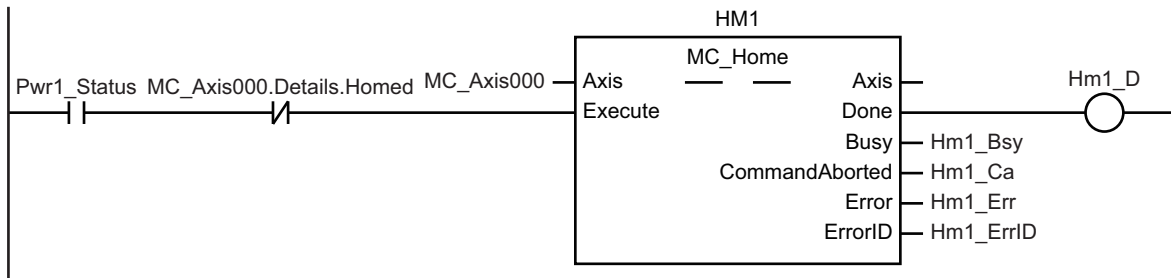 HM1
MC_Home
Pwr1_Status MC_Axis000.Details.Homed MC_Axis000 Axis Axis Hm1_D
Execute Done
Busy Hm1_Bsy
CommandAborted Hm1_Ca
Error Hm1_Err
ErrorID Hm1_ErrID